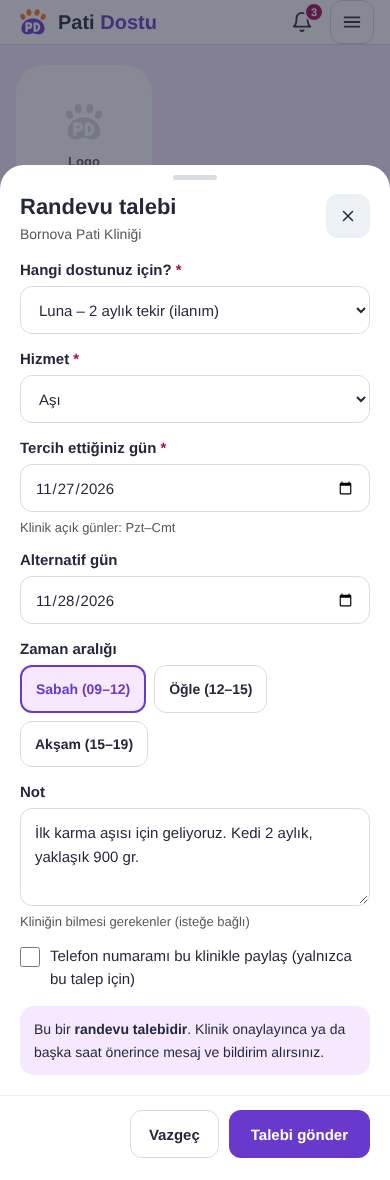 PD
Pati Dostu
3
PD
Logo
Randevu talebi
Bornova Pati Kliniği
Hangi dostunuz için? *
Luna – 2 aylık tekir (ilanım)
Hizmet *
Aşı
Tercih ettiğiniz gün *
11/27/2026
Klinik açık günler: Pzt–Cmt
Alternatif gün
11/28/2026
Zaman aralığı
Sabah (09–12)
Öğle (12–15)
Akşam (15–19)
Not
İlk karma aşısı için geliyoruz. Kedi 2 aylık,
yaklaşık 900 gr.
Kliniğin bilmesi gerekenler (isteğe bağlı)
Telefon numaramı bu klinikle paylaş (yalnızca
bu talep için)
Bu bir randevu talebidir. Klinik onaylayınca ya da
başka saat önerince mesaj ve bildirim alırsınız.
Vazgeç
Talebi gönder